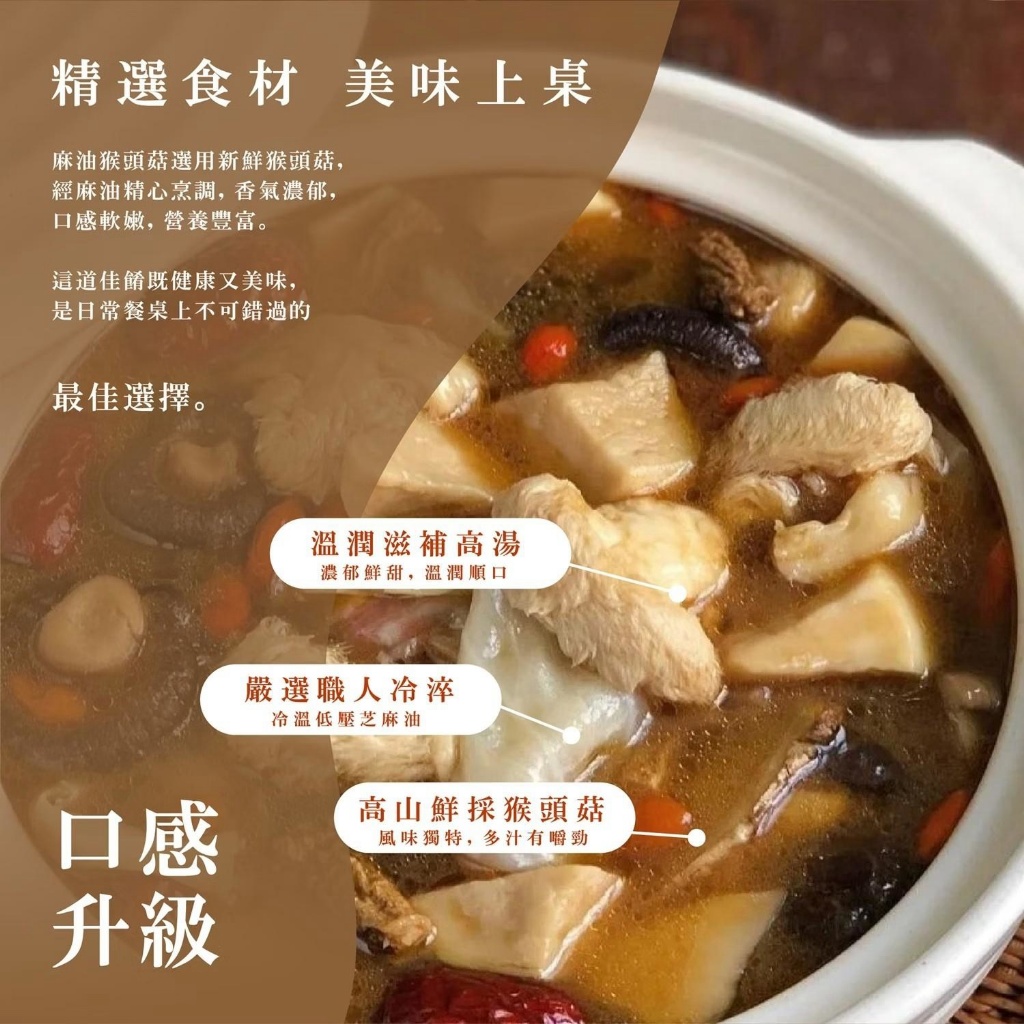 精選食材 美味上桌
麻油猴頭菇選用新鮮猴頭菇,
經麻油精心烹調, 香氣濃郁,
口感軟嫩, 營養豐富。
這道佳餚既健康又美味,
是日常餐桌上不可錯過的
最佳選擇。
溫潤滋補高湯
濃郁鮮甜, 溫潤順口
嚴選職人冷淬
冷溫低壓芝麻油
高山鮮採猴頭菇
風味獨特, 多汁有嚼勁
口感
升級